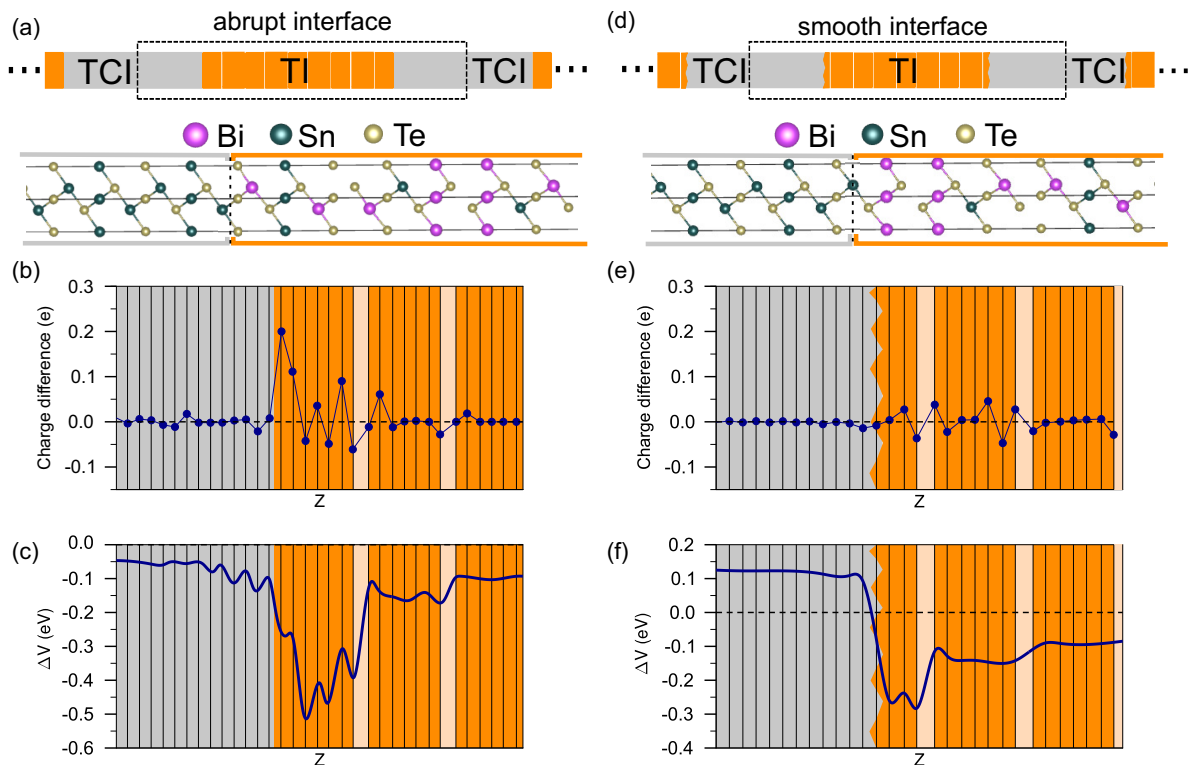 (a)
abrupt interface
TCI TI TCI
Bi Sn Te
(b)
0.3
0.2
0.1
0.0
-0.1
Charge difference (e)
Z
(c)
0.0
-0.1
-0.2
-0.3
-0.4
-0.5
-0.6
ΔV (eV)
Z
(d)
smooth interface
TCI TI TCI
Bi Sn Te
(e)
0.3
0.2
0.1
0.0
-0.1
Charge difference (e)
Z
(f)
0.2
0.1
0.0
-0.1
-0.2
-0.3
-0.4
ΔV (eV)
Z